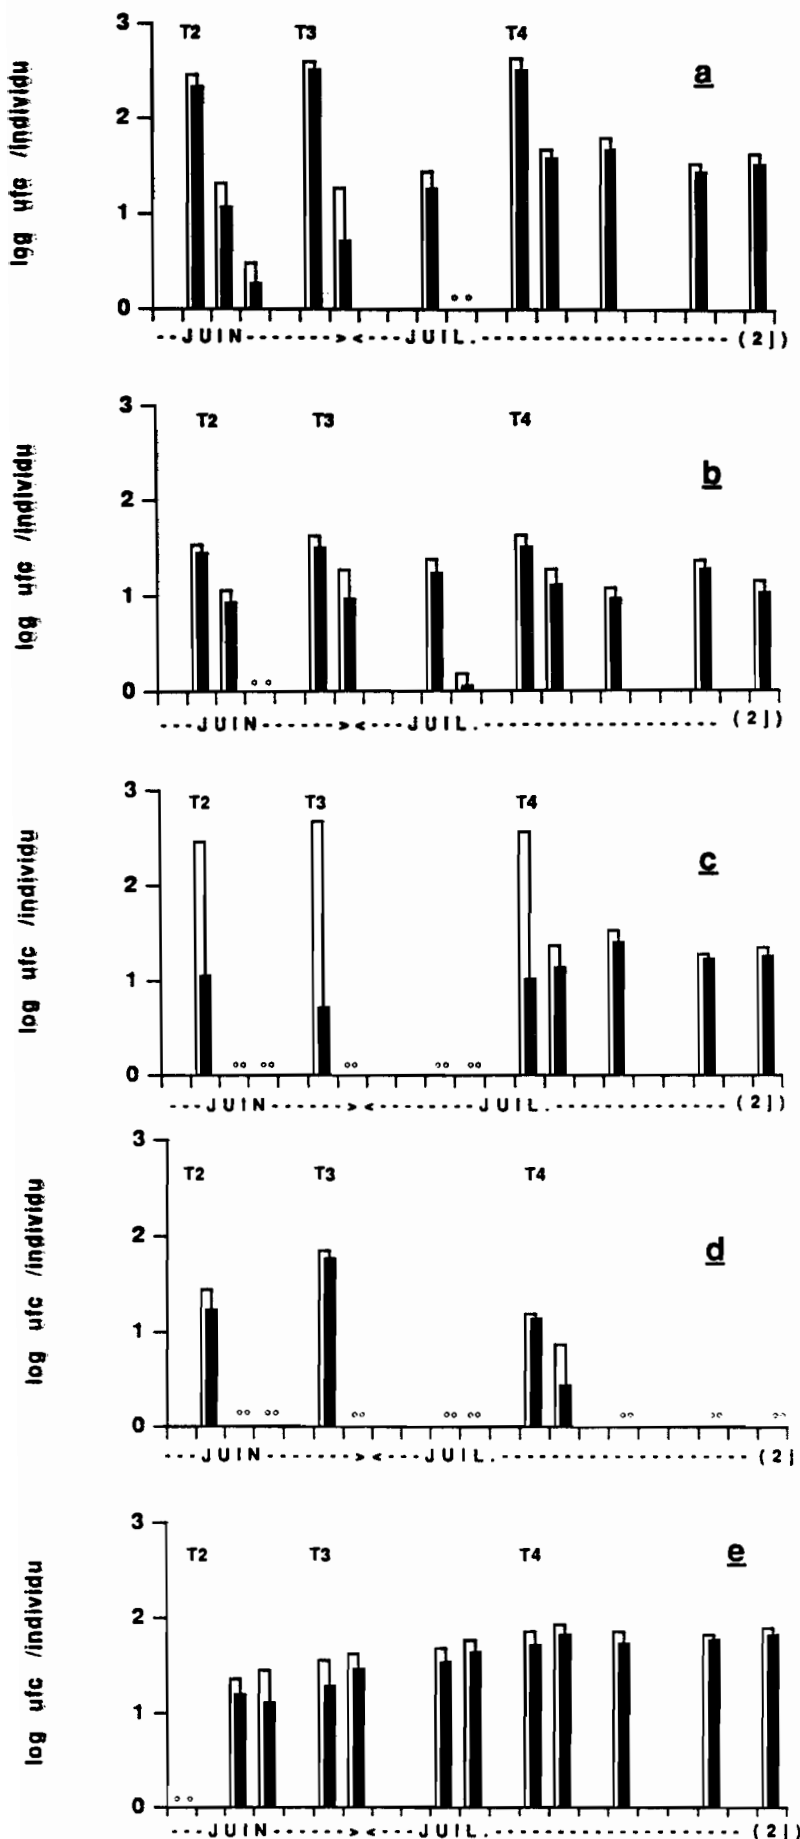 3
T2 T3 T4
a
2
1
0
log ufc /individu
--JUIN--------><---JUIL.------------------(2j)
3
T2 T3 T4
b
2
1
0
log ufc /individu
---JUIN-------><---JUIL.-----------------(2j)
3
T2 T3 T4
c
2
1
0
log ufc /individu
---JUIN-------><--------JUIL.-------------(2j)
3
T2 T3 T4
d
2
1
0
log ufc /individu
---JUIN---------><---JUIL.-------------------(2j
3
T2 T3 T4
e
2
1
0
log ufc /individu
---JUIN-------><---JUIL.-------------------(2j)